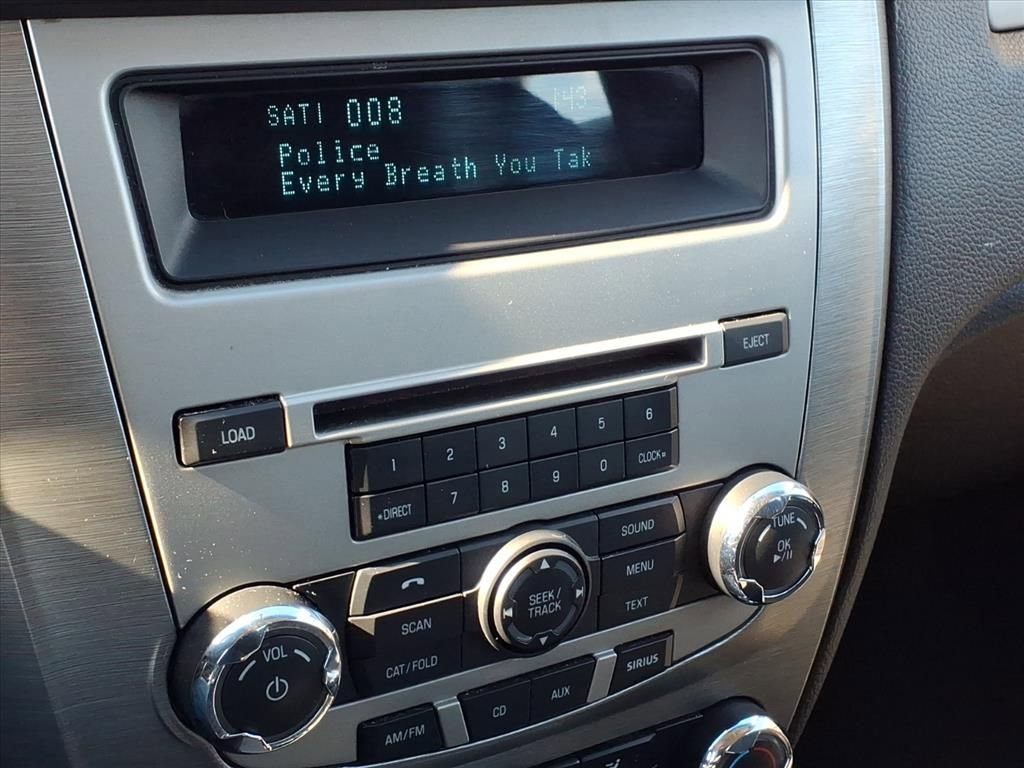 SAT1 008 143
Police
Every Breath You Tak
EJECT
LOAD
1 2 3 4 5 6
*DIRECT 7 8 9 0 CLOCK
SOUND
TUNE
OK
MENU
SEEK/
TRACK
TEXT
SCAN
CAT/FOLD
VOL
SIRIUS
AUX
CD
AM/FM